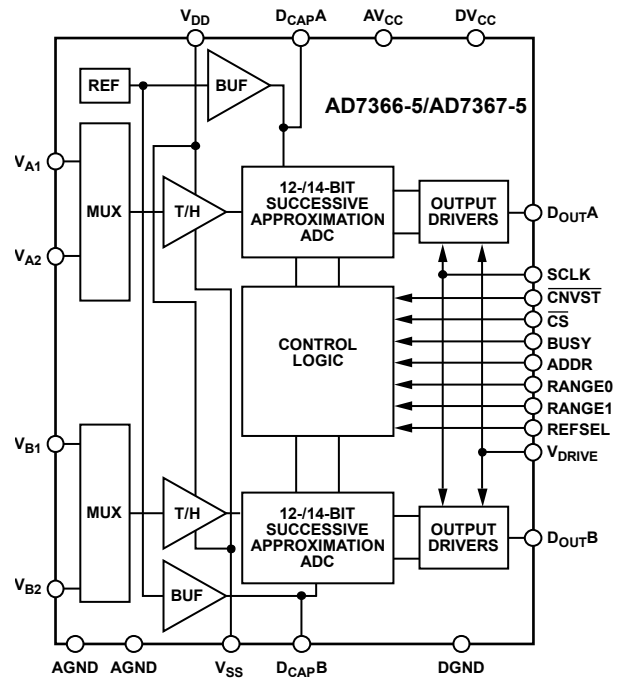 VDD
DCAPA
AVCC
DVCC
REF
BUF
AD7366-5/AD7367-5
VA1
MUX
T/H
12-/14-BIT
SUCCESSIVE
APPROXIMATION
ADC
OUTPUT
DRIVERS
DOUTA
VA2
SCLK
CNVST
CS
BUSY
ADDR
RANGE0
RANGE1
REFSEL
VDRIVE
CONTROL
LOGIC
VB1
MUX
T/H
12-/14-BIT
SUCCESSIVE
APPROXIMATION
ADC
OUTPUT
DRIVERS
DOUTB
VB2
BUF
AGND
AGND
VSS
DCAPB
DGND